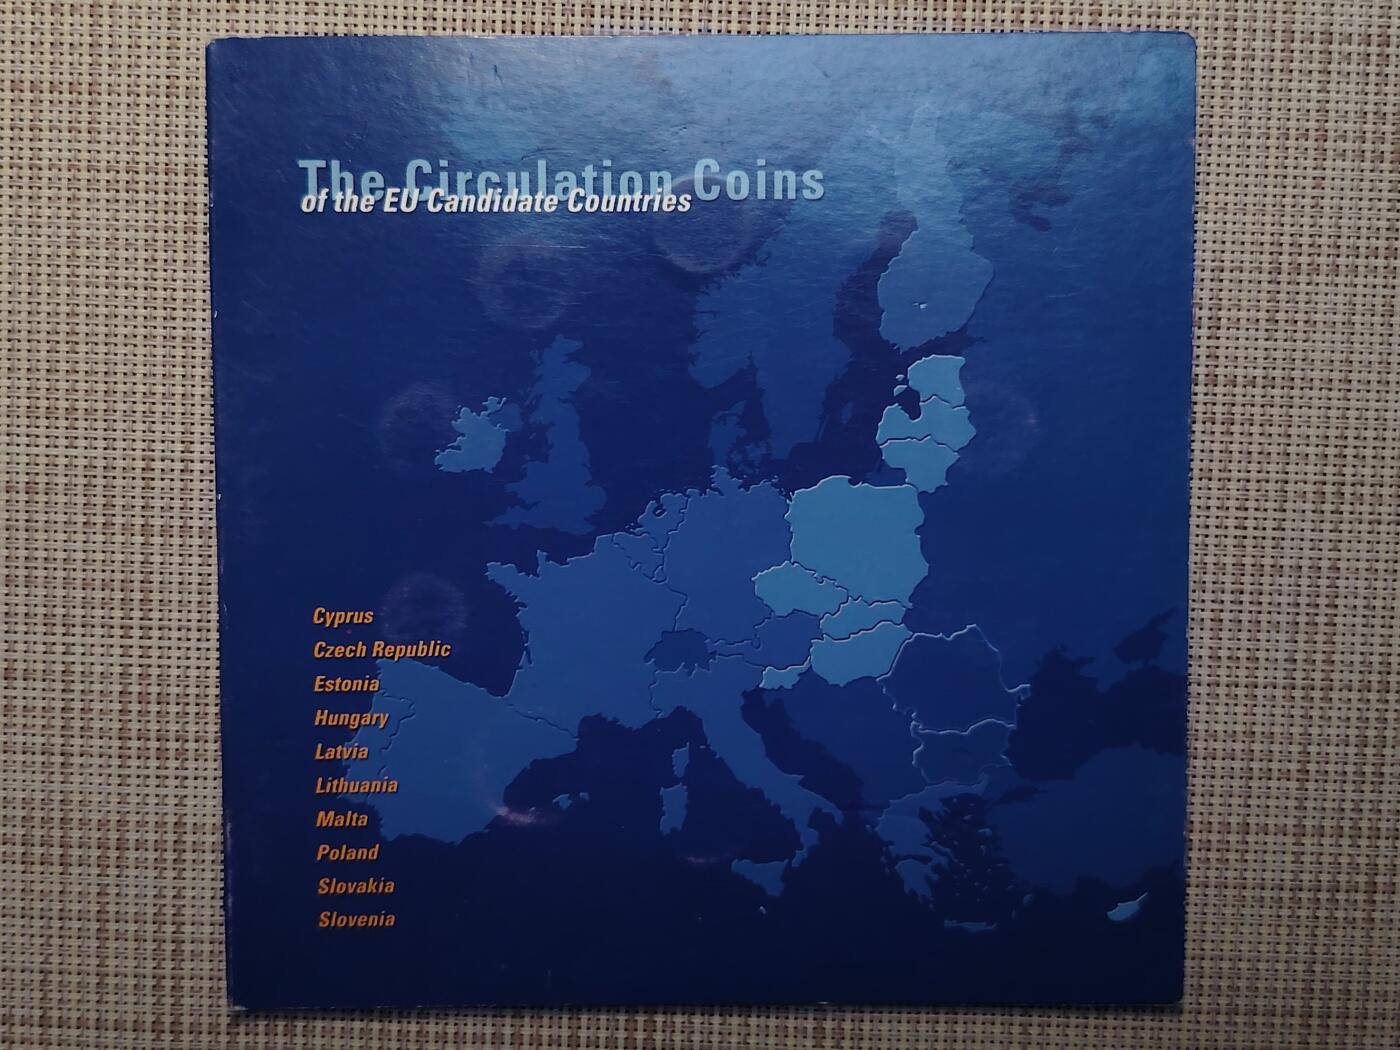 The Circulation Coins
of the EU Candidate Countries
Cyprus
Czech Republic
Estonia
Hungary
Latvia
Lithuania
Malta
Poland
Slovakia
Slovenia